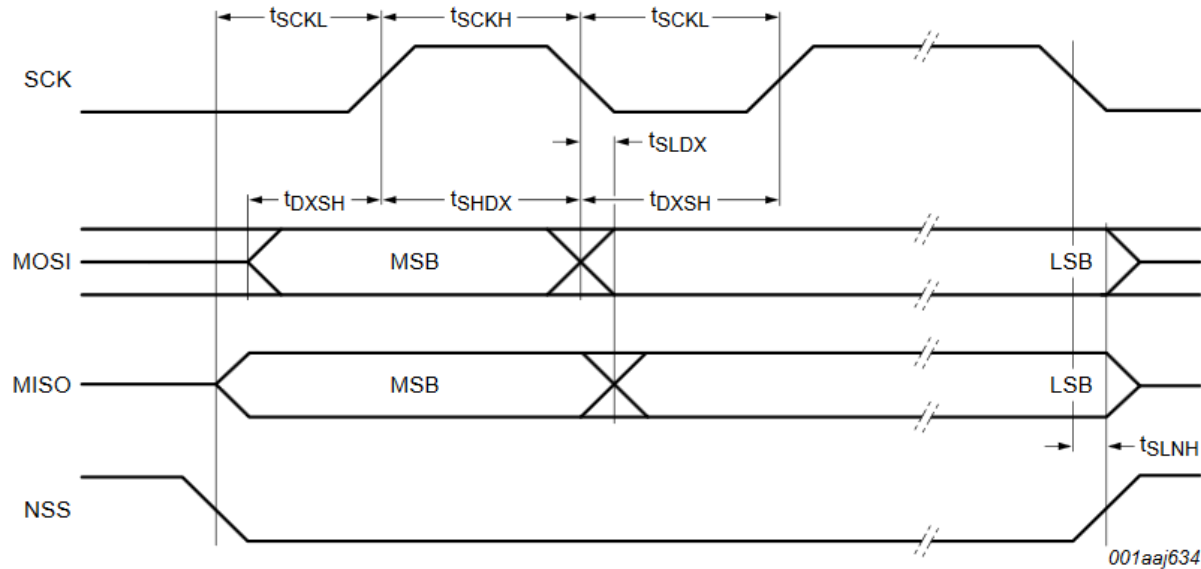 tSCKL tSCKH tSCKL
SCK
tSLDX
tDXSH tSHDX tDXSH
MOSI MSB LSB
MISO MSB LSB
tSLNH
NSS
001aaj634